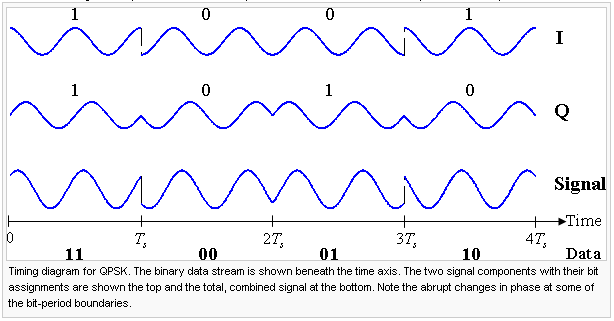 1 0 0 1
I
1 0 1 0
Q
Signal
Time
0 Ts 2Ts 3Ts 4Ts
11 00 01 10 Data
Timing diagram for QPSK. The binary data stream is shown beneath the time axis. The two signal components with their bit
assignments are shown the top and the total, combined signal at the bottom. Note the abrupt changes in phase at some of
the bit-period boundaries.